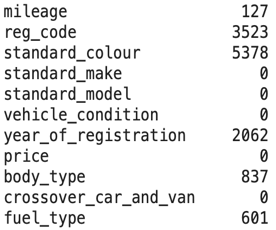 mileage 127
reg_code 3523
standard_colour 5378
standard_make 0
standard_model 0
vehicle_condition 0
year_of_registration 2062
price 0
body_type 837
crossover_car_and_van 0
fuel_type 601